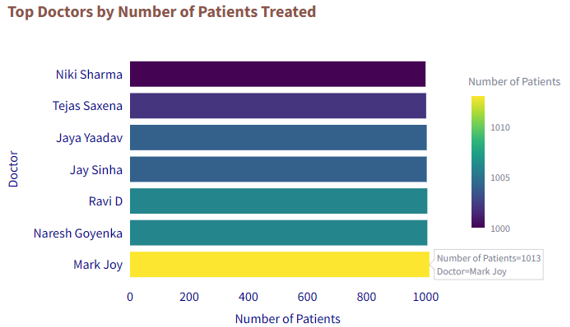 Top Doctors by Number of Patients Treated
Doctor
Niki Sharma
Tejas Saxena
Jaya Yaadav
Jay Sinha
Ravi D
Naresh Goyenka
Mark Joy
0 200 400 600 800 1000
Number of Patients
Number of Patients
1010
1005
1000
Number of Patients=1013
Doctor=Mark Joy